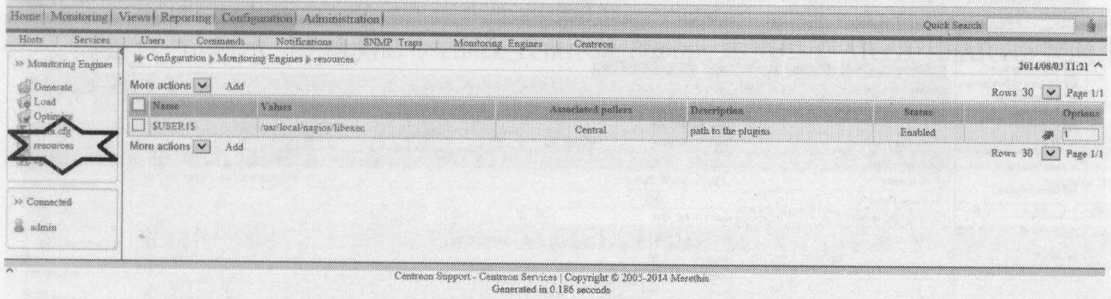 Home | Monitoring | Views | Reporting | Configuration | Administration
Quick Search
Hosts Services Users Commands Notifications SNMP Traps Monitoring Engines Centreon
Monitoring Engines
Generate
Load
Optimize
resources
Connected
admin
Configuration Monitoring Engines resources
2014/08/03 11:21
More actions Add
Rows 30 Page 1/1
Name Values Associated pollers Description Status Options
$USER1$ /usr/local/nagios/libexec Central path to the plugins Enabled 1
More actions Add
Rows 30 Page 1/1
Centreon Support - Centreon Services | Copyright © 2005-2014 Merethis
Generated in 0.186 seconds